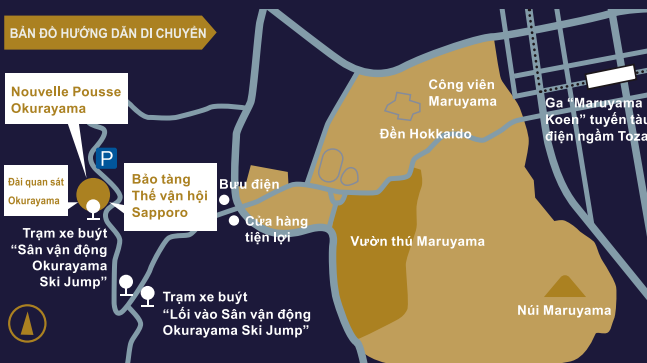 BẢN ĐỒ HƯỚNG DẪN DI CHUYỂN
Nouvelle Pousse
Okurayama
P
Đài quan sát
Okurayama
Bảo tàng
Thế vận hội
Sapporo
Trạm xe buýt
“Sân vận động
Okurayama
Ski Jump”
Trạm xe buýt
“Lối vào Sân vận động
Okurayama Ski Jump”
Bưu điện
Cửa hàng
tiện lợi
Công viên
Maruyama
Đền Hokkaido
Vườn thú Maruyama
Núi Maruyama
Ga “Maruyama
Koen” tuyến tàu
điện ngầm Toza